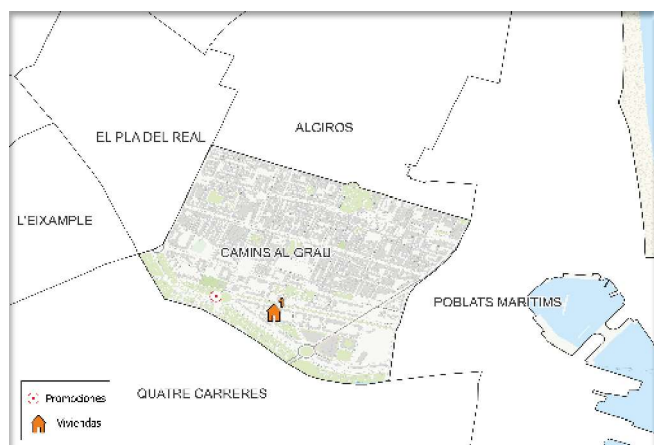 ALGIROS
EL PLA DEL REAL
L'EIXAMPLE
CAMINS AL GRAU
POBLATS MARITIMS
QUATRE CARRERES
Promociones
Viviendas